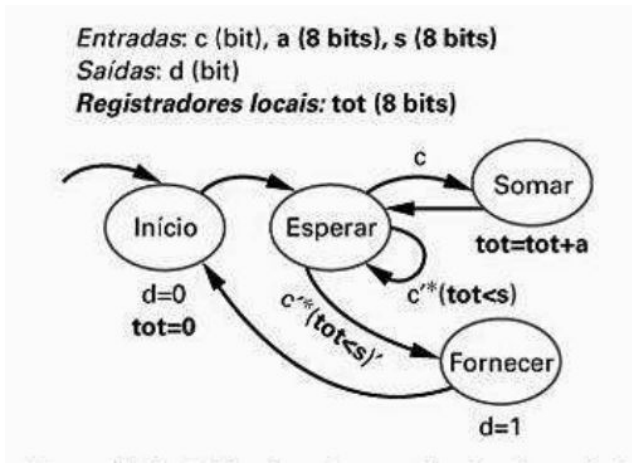 Entradas: c (bit), a (8 bits), s (8 bits)
Saídas: d (bit)
Registradores locais: tot (8 bits)
c
Somar
Início
Esperar
tot=tot+a
d=0
tot=0
c'*(tot<s)
c'*(tot<s)'
Fornecer
d=1